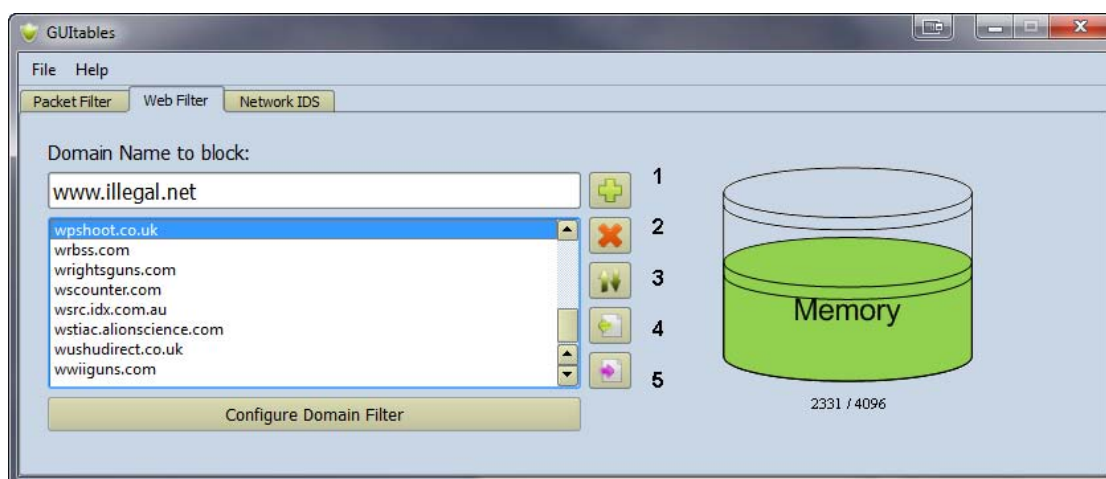 GUItables
File Help
Packet Filter Web Filter Network IDS
Domain Name to block:
www.illegal.net
1
wpshoot.co.uk
2
wrbss.com
wrightsguns.com
wscounter.com
3
wsrc.idx.com.au
wstiac.alionscience.com
4
wushudirect.co.uk
wwiiguns.com
5
Memory
2331 / 4096
Configure Domain Filter